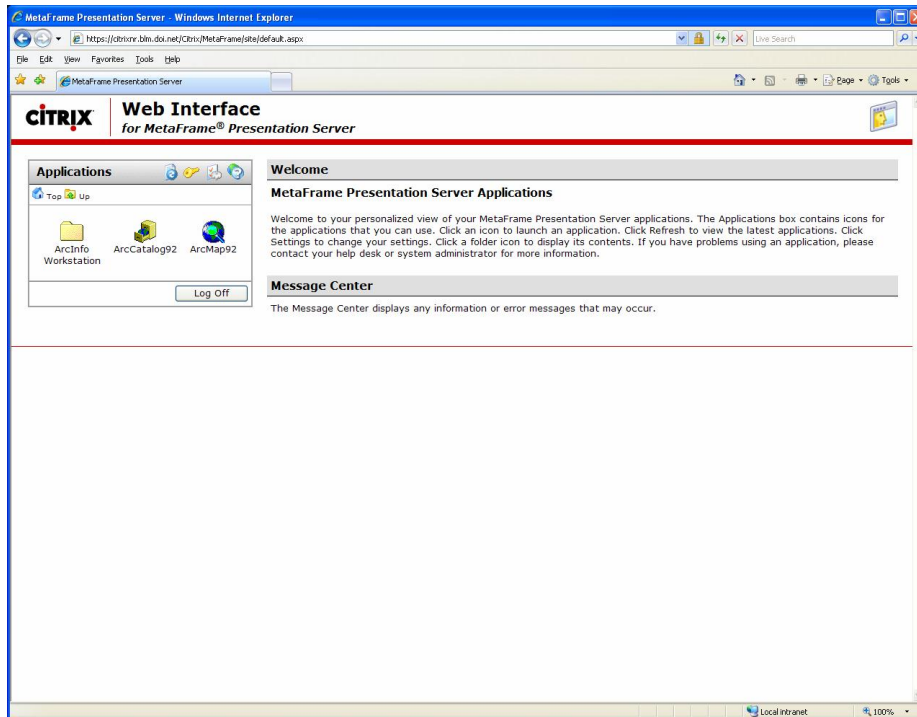 MetaFrame Presentation Server - Windows Internet Explorer
https://citrixnr.blm.doi.net/Citrix/MetaFrame/site/default.aspx
Live Search
File Edit View Favorites Tools Help
MetaFrame Presentation Server
Page Tools
CITRIX
Web Interface
for MetaFrame® Presentation Server
Applications
Top Up
ArcInfo Workstation
ArcCatalog92
ArcMap92
Log Off
Welcome
MetaFrame Presentation Server Applications
Welcome to your personalized view of your MetaFrame Presentation Server applications. The Applications box contains icons for
the applications that you can use. Click an icon to launch an application. Click Refresh to view the latest applications. Click
Settings to change your settings. Click a folder icon to display its contents. If you have problems using an application, please
contact your help desk or system administrator for more information.
Message Center
The Message Center displays any information or error messages that may occur.
Local intranet
100%